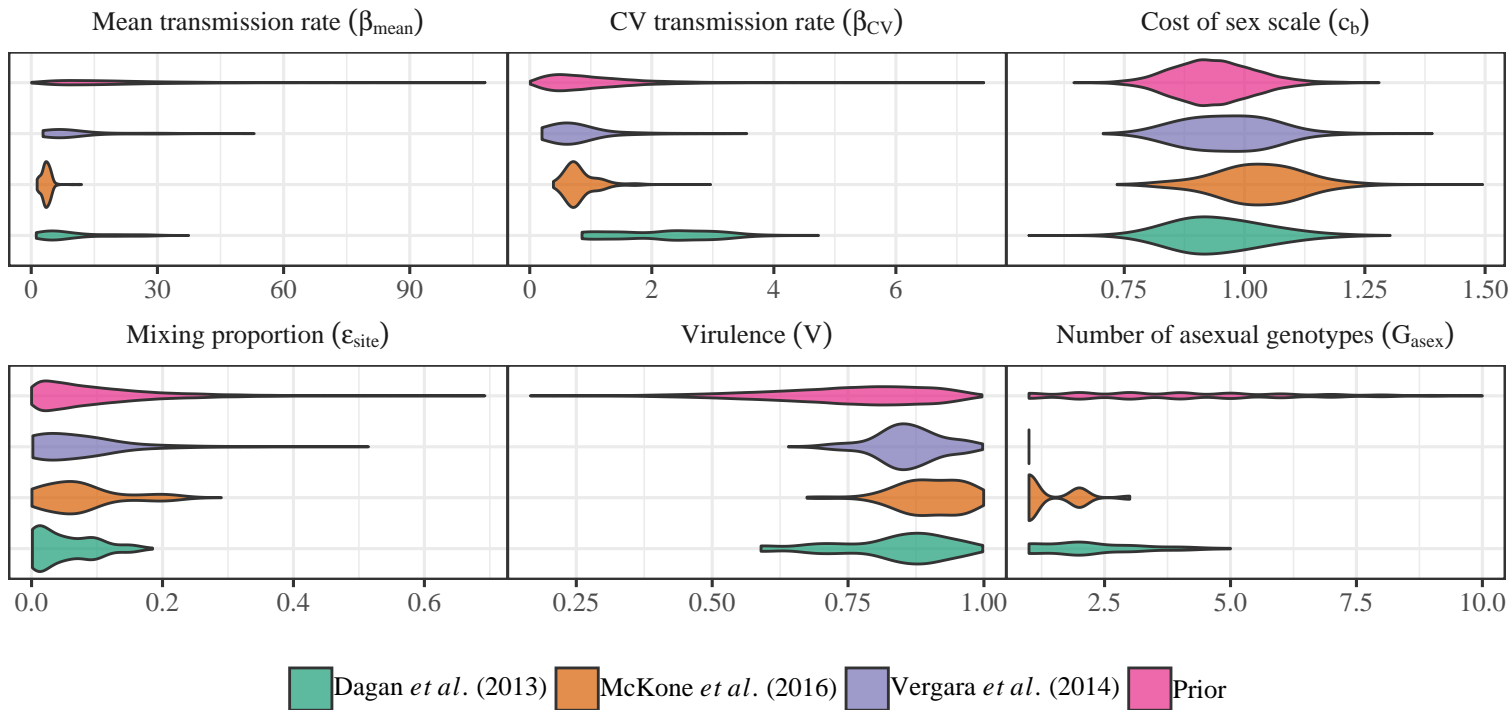 Mean transmission rate (βmean) CV transmission rate (βCV) Cost of sex scale (cb)
0 30 60 90 0 2 4 6 0.75 1.00 1.25 1.50
Mixing proportion (εsite) Virulence (V) Number of asexual genotypes (Gasex)
0.0 0.2 0.4 0.6 0.25 0.50 0.75 1.00 2.5 5.0 7.5 10.0
Dagan et al. (2013) McKone et al. (2016) Vergara et al. (2014) Prior